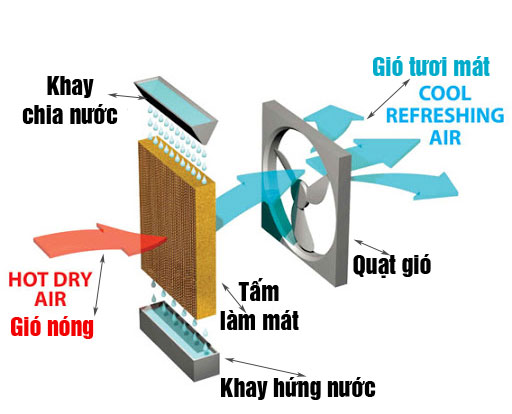 Khay
chia nước
Gió tươi mát
COOL
REFRESHING
AIR
HOT DRY
AIR
Gió nóng
Tấm
làm mát
Quạt gió
Khay hứng nước